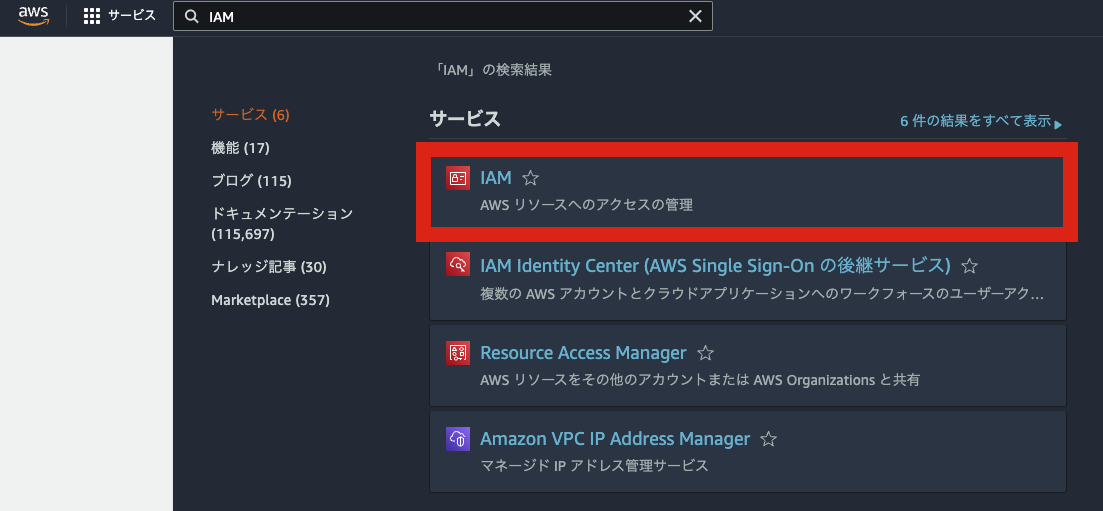 aws
サービス
IAM
「IAM」の検索結果
サービス (6)
機能 (17)
ブログ (115)
ドキュメンテーション
(115,697)
ナレッジ記事 (30)
Marketplace (357)
サービス
6 件の結果をすべて表示
IAM
AWS リソースへのアクセスの管理
IAM Identity Center (AWS Single Sign-On の後継サービス)
複数の AWS アカウントとクラウドアプリケーションへのワークフォースのユーザーアク...
Resource Access Manager
AWS リソースをその他のアカウントまたは AWS Organizations と共有
Amazon VPC IP Address Manager
マネージド IP アドレス管理サービス